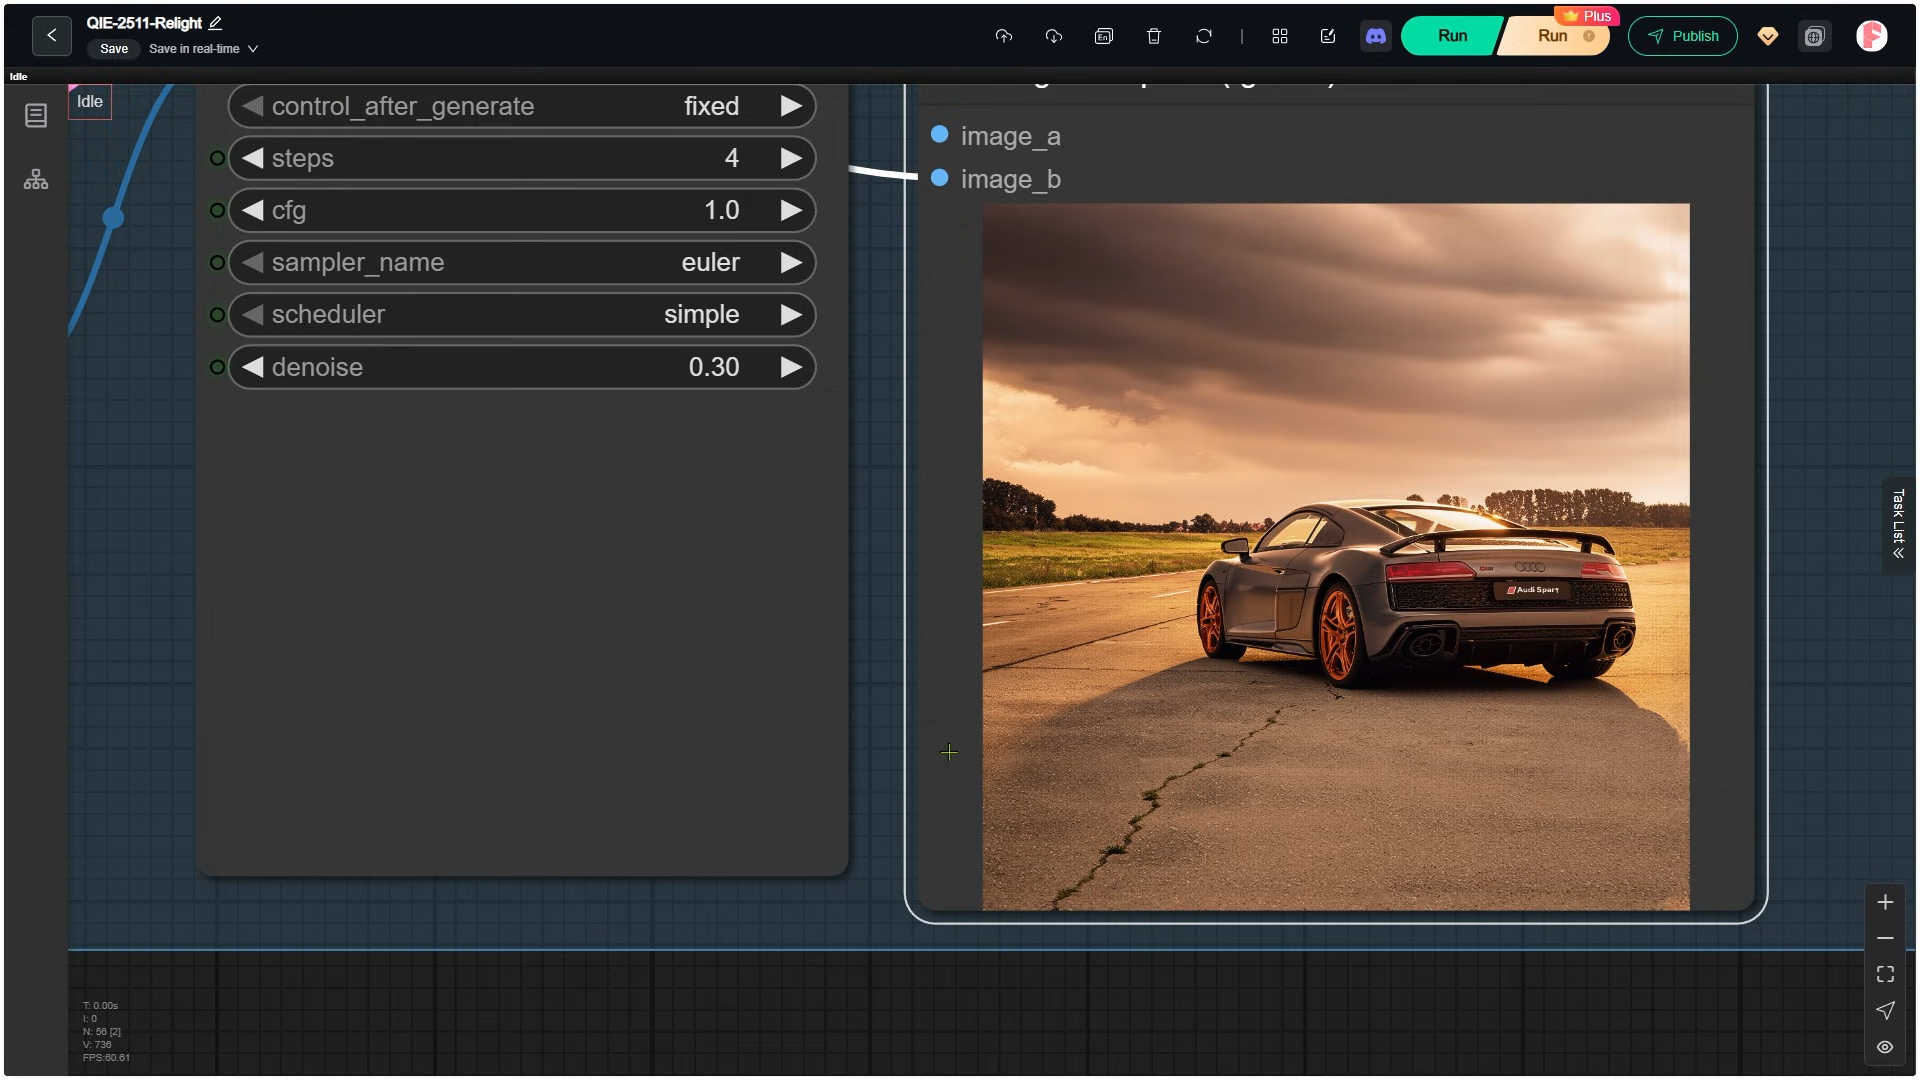 QIE-2511-Relight
Save
Save in real-time
Run
Run
Plus
Publish
Idle
Idle
control_after_generate
fixed
steps
4
cfg
1.0
sampler_name
euler
scheduler
simple
denoise
0.30
image_a
image_b
Audi Sport
Task List
T: 0.00s
I: 0
N: 56 [2]
V: 736
FPS:60.61